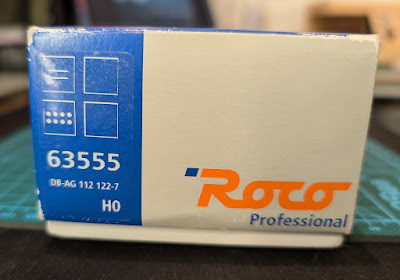 63555
DB-AG 112 122-7
H0
Roco
Professional